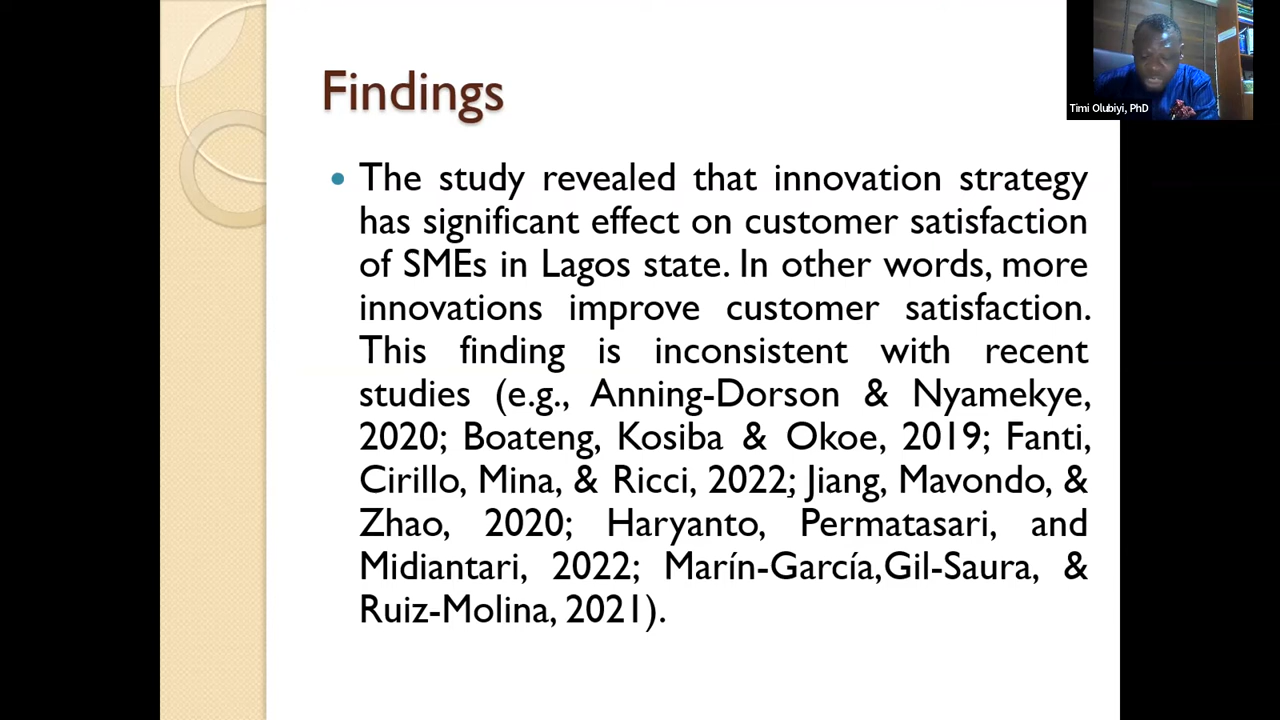 Findings
Timi Olubiyi, PhD
• The study revealed that innovation strategy
has significant effect on customer satisfaction
of SMEs in Lagos state. In other words, more
innovations improve customer satisfaction.
This finding is inconsistent with recent
studies (e.g., Anning-Dorson & Nyamekye,
2020; Boateng, Kosiba & Okoe, 2019; Fanti,
Cirillo, Mina, & Ricci, 2022; Jiang, Mavondo, &
Zhao, 2020; Haryanto, Permatasari, and
Midiantari, 2022; Marín-García,Gil-Saura, &
Ruiz-Molina, 2021).